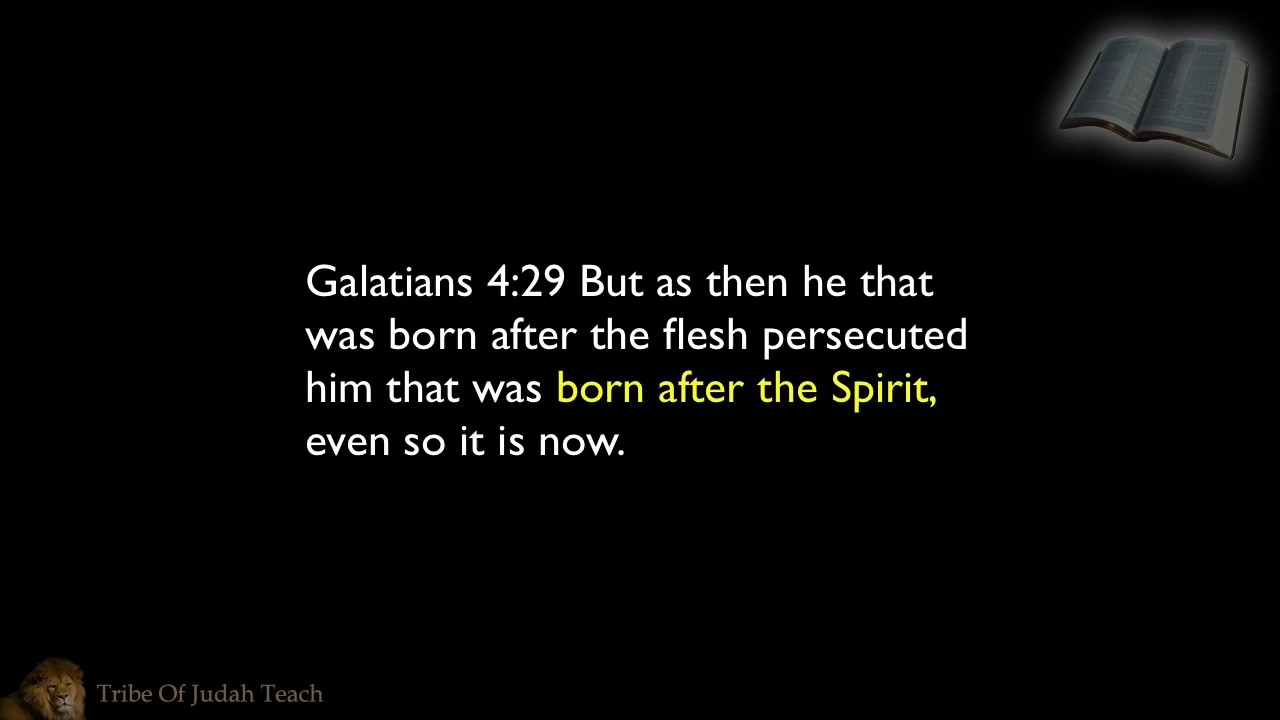 Galatians 4:29 But as then he that
was born after the flesh persecuted
him that was born after the Spirit,
even so it is now.
Tribe Of Judah Teach